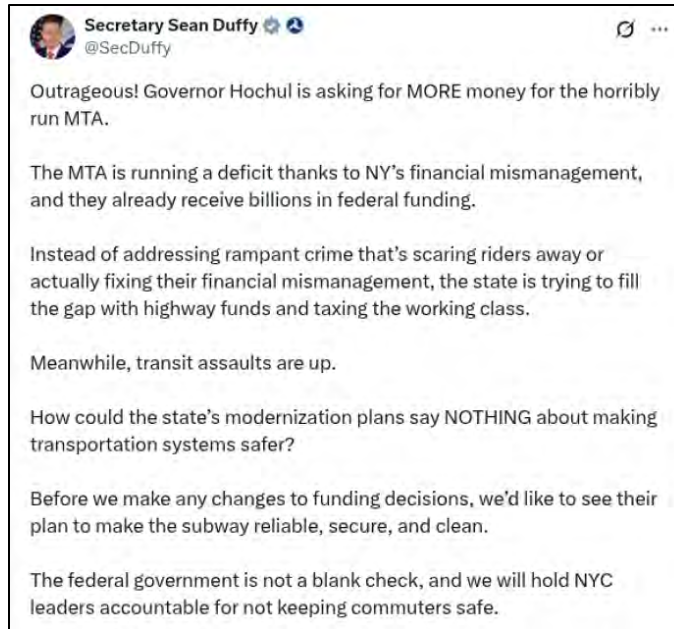 Secretary Sean Duffy
@SecDuffy
Outrageous! Governor Hochul is asking for MORE money for the horribly
run MTA.
The MTA is running a deficit thanks to NY’s financial mismanagement,
and they already receive billions in federal funding.
Instead of addressing rampant crime that’s scaring riders away or
actually fixing their financial mismanagement, the state is trying to fill
the gap with highway funds and taxing the working class.
Meanwhile, transit assaults are up.
How could the state’s modernization plans say NOTHING about making
transportation systems safer?
Before we make any changes to funding decisions, we’d like to see their
plan to make the subway reliable, secure, and clean.
The federal government is not a blank check, and we will hold NYC
leaders accountable for not keeping commuters safe.